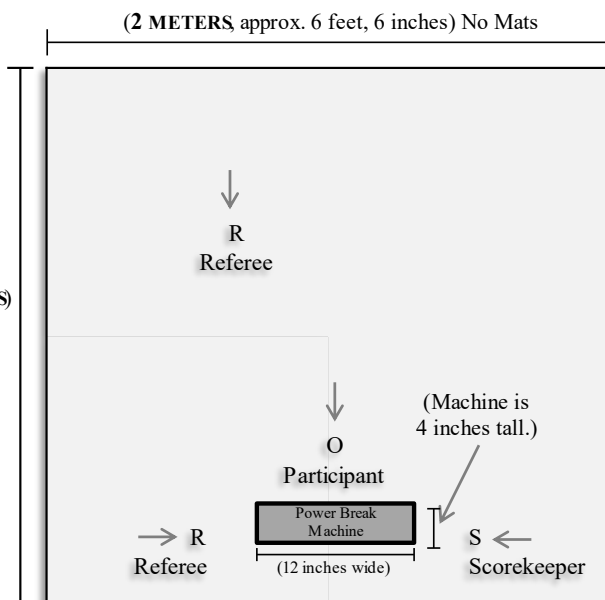 (2 METERS, approx. 6 feet, 6 inches) No Mats
R
Referee
S)
(Machine is
4 inches tall.)
O
Participant
Power Break
Machine
R
Referee
(12 inches wide)
S
Scorekeeper